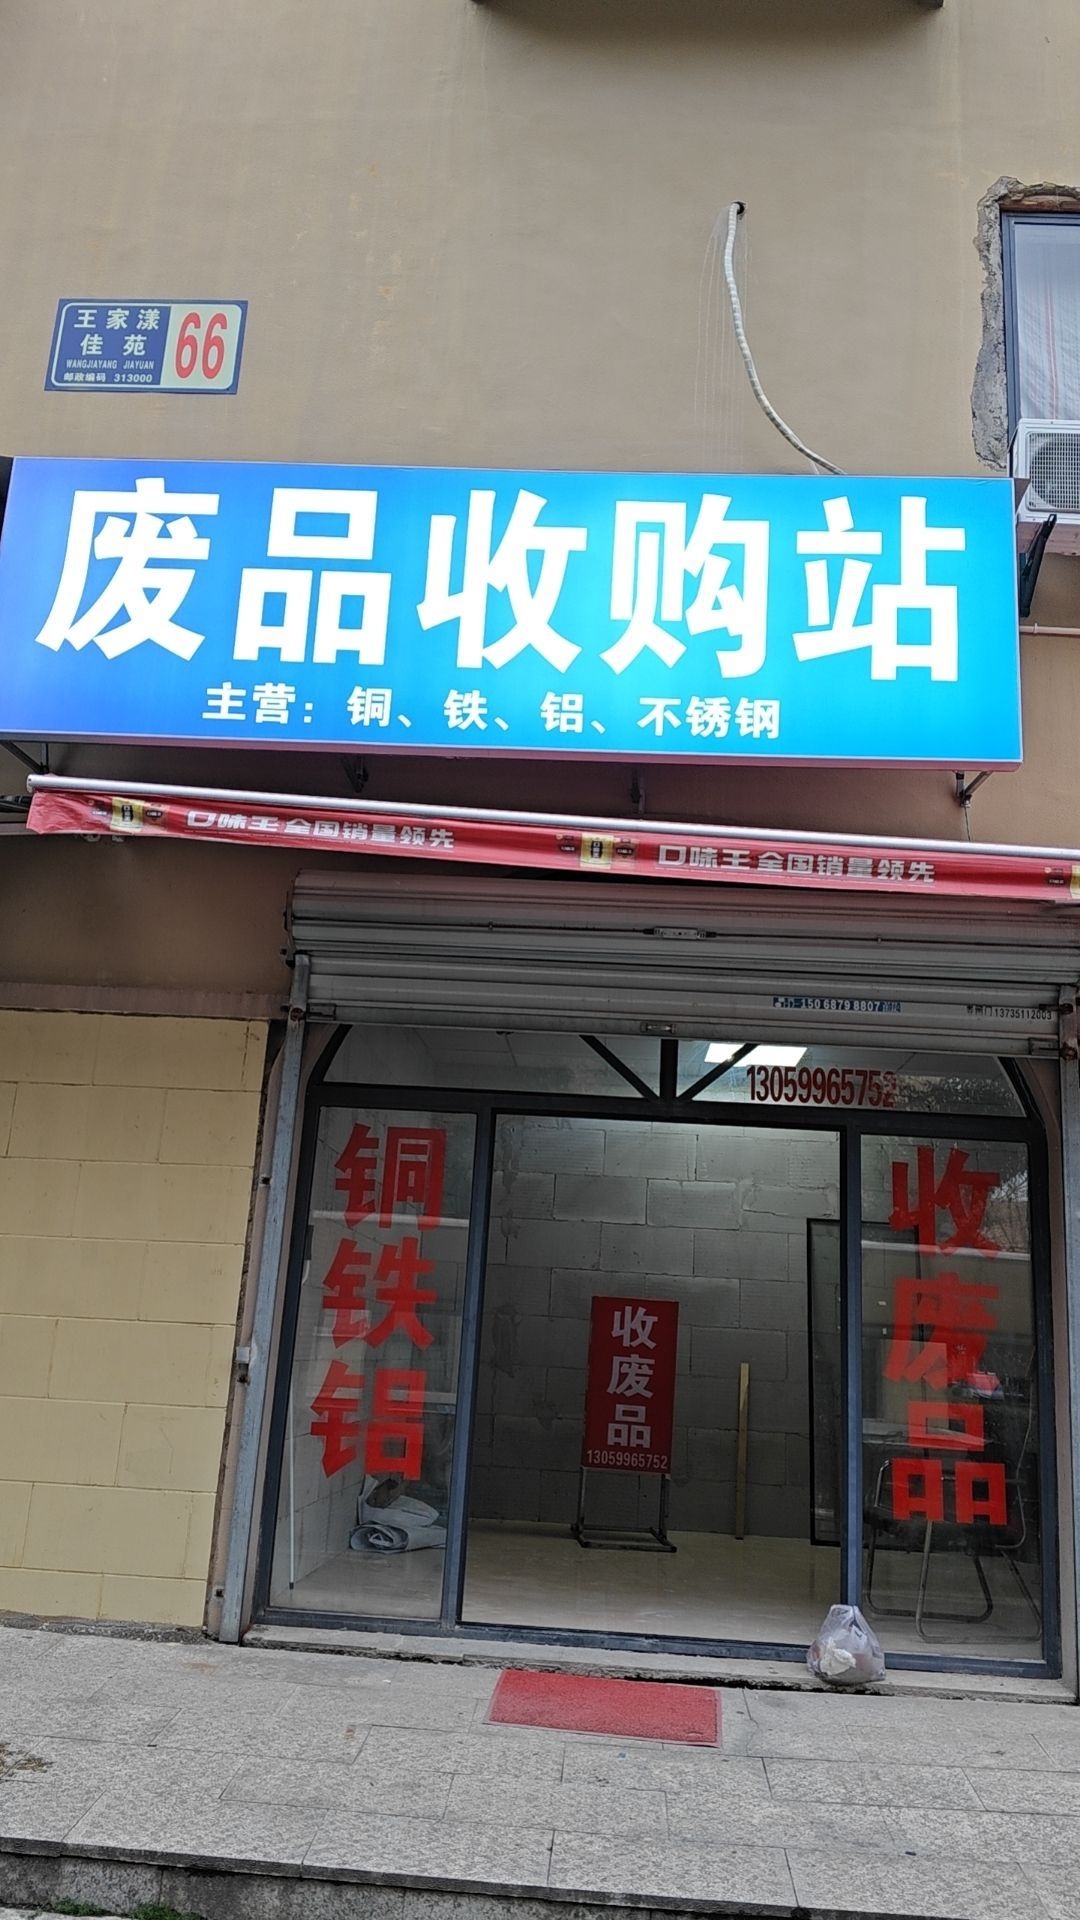 王家漾
佳苑
66
WANGJIAYANG JIAYUAN
邮政编码 313000
废品收购站
主营：铜、铁、铝、不锈钢
口味王 全国销量领先
口味王 全国销量领先
150 6879 8807
13735112003
13059965752
铜
铁
铝
收
废
品
13059965752
收
废
品